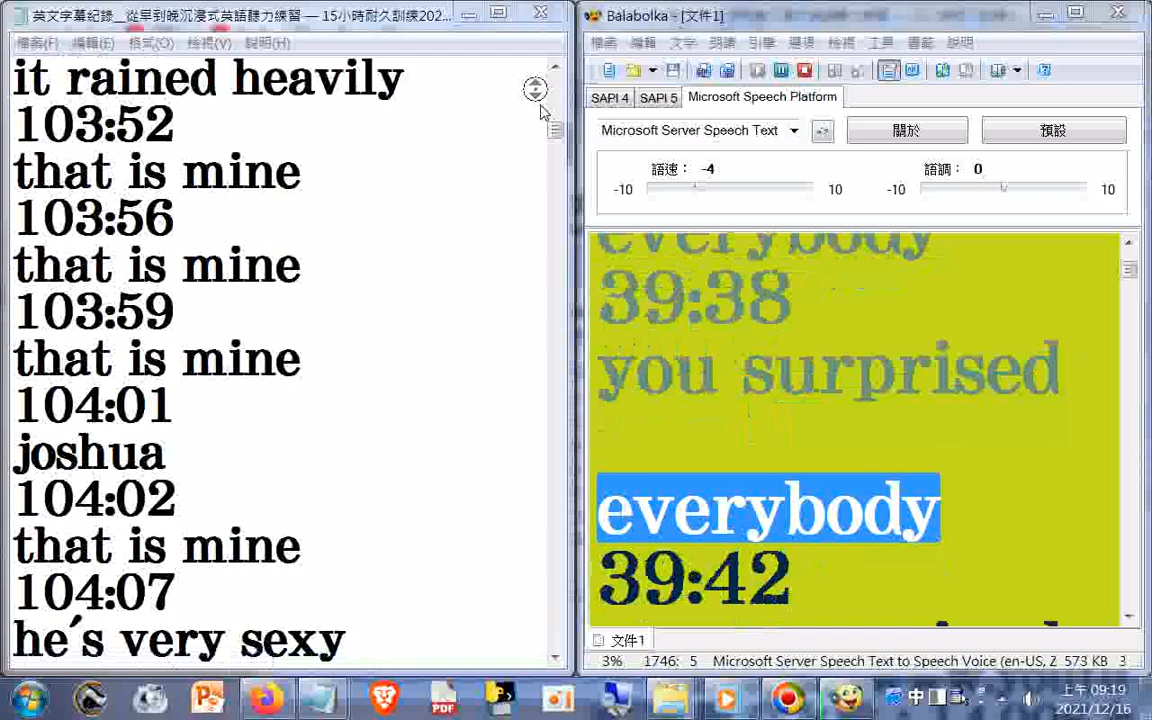 英文字幕紀錄__從早到晚沉浸式英語聽力練習 — 15小時耐久訓練202...
檔案(F) 編輯(E) 格式(O) 檢視(V) 說明(H)
it rained heavily
103:52
that is mine
103:56
that is mine
103:59
that is mine
104:01
joshua
104:02
that is mine
104:07
he's very sexy
Balabolka - [文件1]
檔案 編輯 文字 朗讀 引擎 選項 檢視 工具 書籤 說明
SAPI 4 SAPI 5 Microsoft Speech Platform
Microsoft Server Speech Text 關於 預設
語速： -4 語調： 0
-10 10 -10 10
everybody
39:38
you surprised
everybody
39:42
文件1
3% 1746: 5 Microsoft Server Speech Text to Speech Voice (en-US, Z 573 KB 3
PDF
中
上午 09:19
2021/12/16